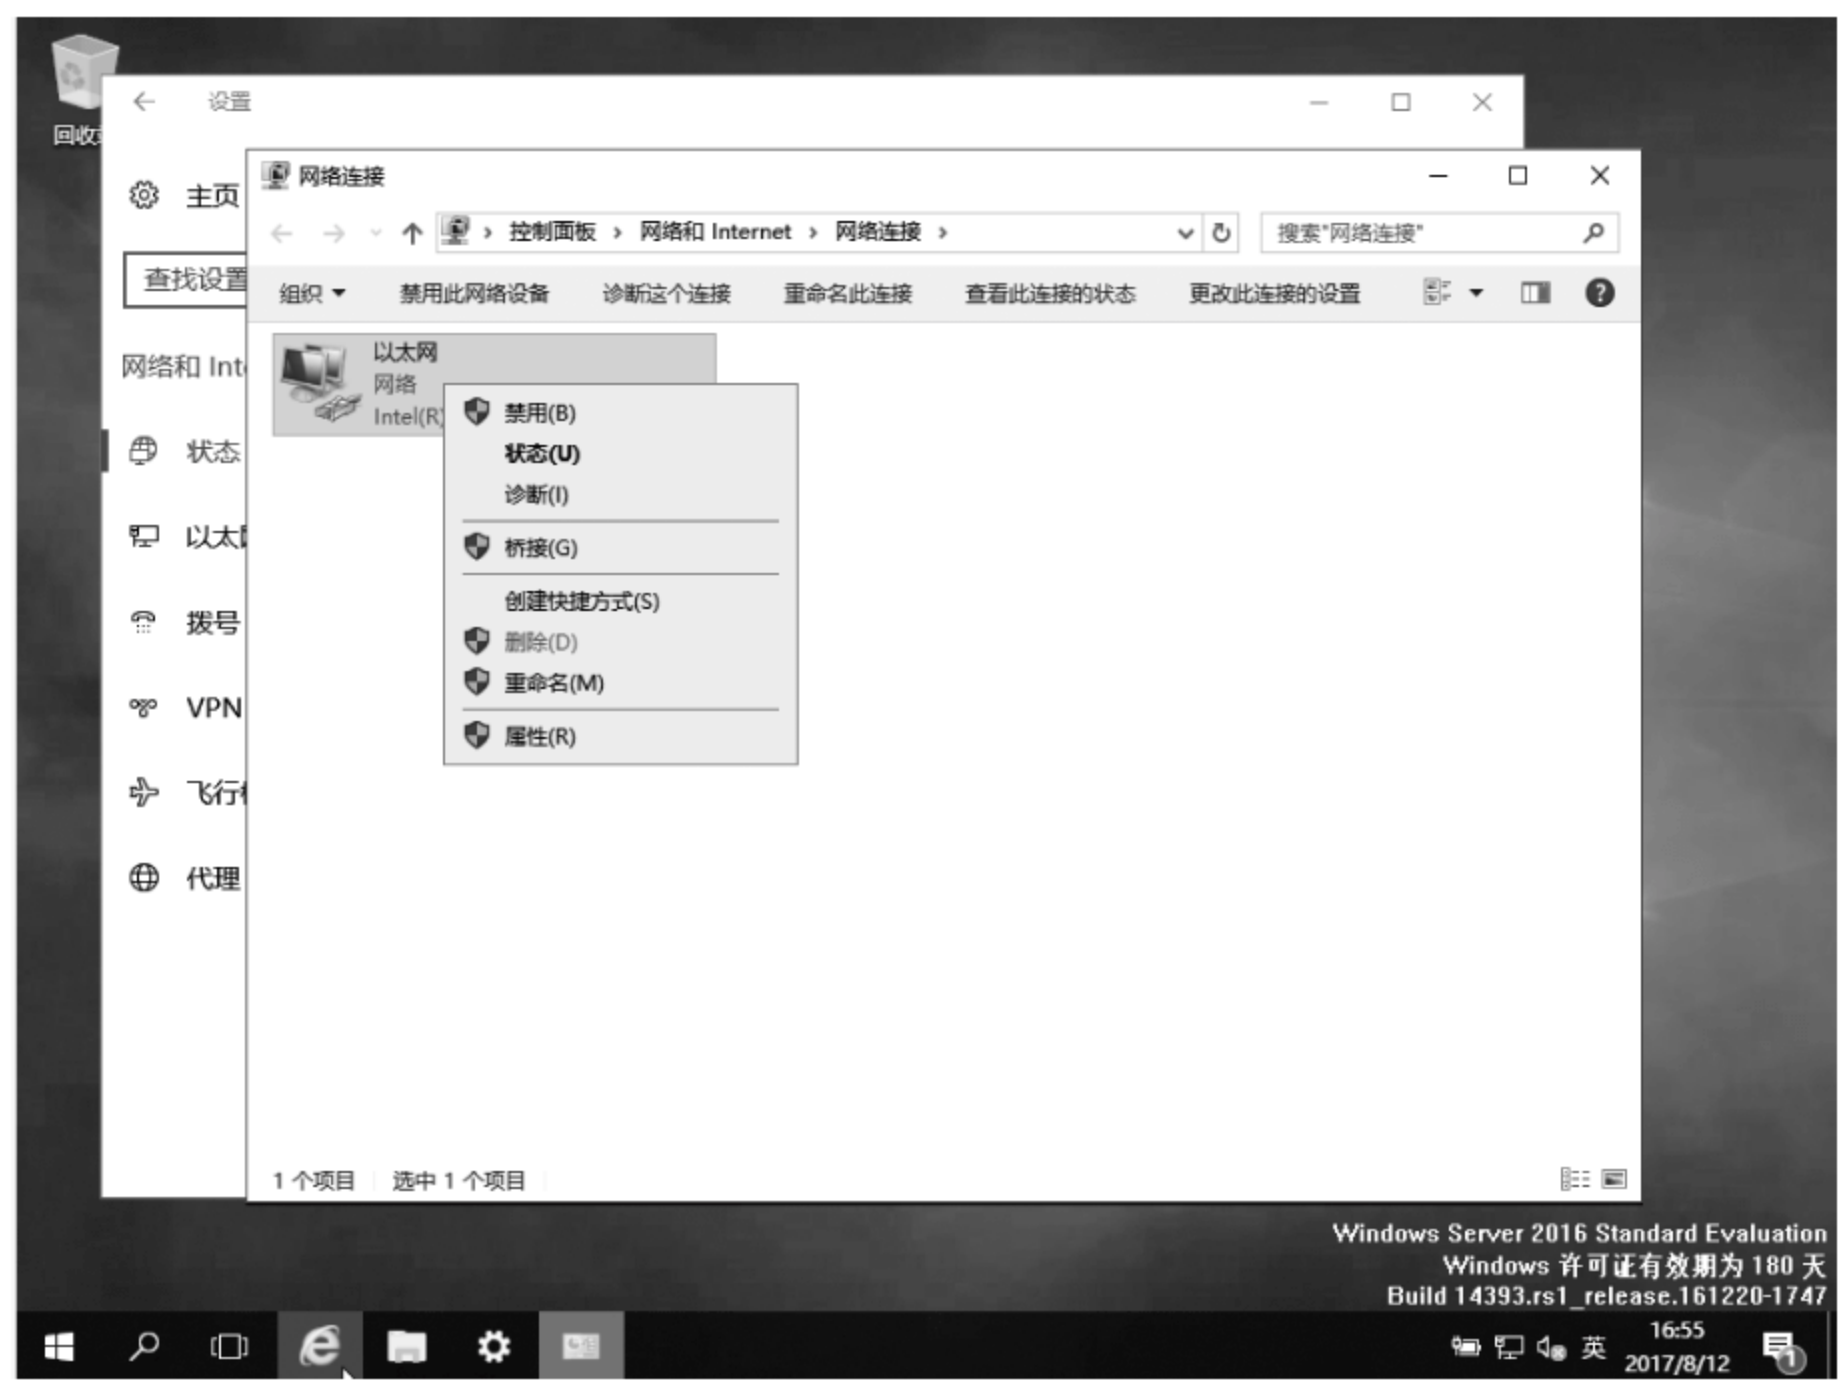 设置
网络连接
主页
控制面板 › 网络和 Internet › 网络连接 ›
搜索"网络连接"
查找设置
组织 禁用此网络设备 诊断这个连接 重命名此连接 查看此连接的状态 更改此连接的设置
网络和
以太网
网络
Intel(R)
禁用(B)
状态(U)
诊断(I)
桥接(G)
创建快捷方式(S)
删除(D)
重命名(M)
属性(R)
状态
以太
拨号
VPN
飞行
代理
1 个项目 选中 1 个项目
Windows Server 2016 Standard Evaluation
Windows 许可证有效期为 180 天
Build 14393.rs1_release.161220-1747
英
16:55
2017/8/12
1